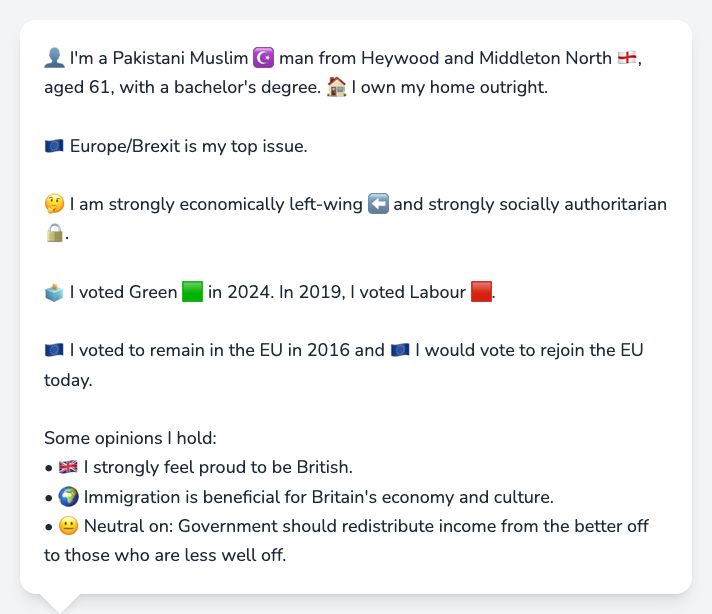 👤 I'm a Pakistani Muslim ☪️ man from Heywood and Middleton North 🏴󠁧󠁢󠁥󠁮󠁧󠁿,
aged 61, with a bachelor's degree. 🏠 I own my home outright.
🇪🇺 Europe/Brexit is my top issue.
🤔 I am strongly economically left-wing ⬅️ and strongly socially authoritarian
🔒.
🗳️ I voted Green 🟩 in 2024. In 2019, I voted Labour 🟥.
🇪🇺 I voted to remain in the EU in 2016 and 🇪🇺 I would vote to rejoin the EU
today.
Some opinions I hold:
• 🇬🇧 I strongly feel proud to be British.
• 🌍 Immigration is beneficial for Britain's economy and culture.
• 😐 Neutral on: Government should redistribute income from the better off
to those who are less well off.